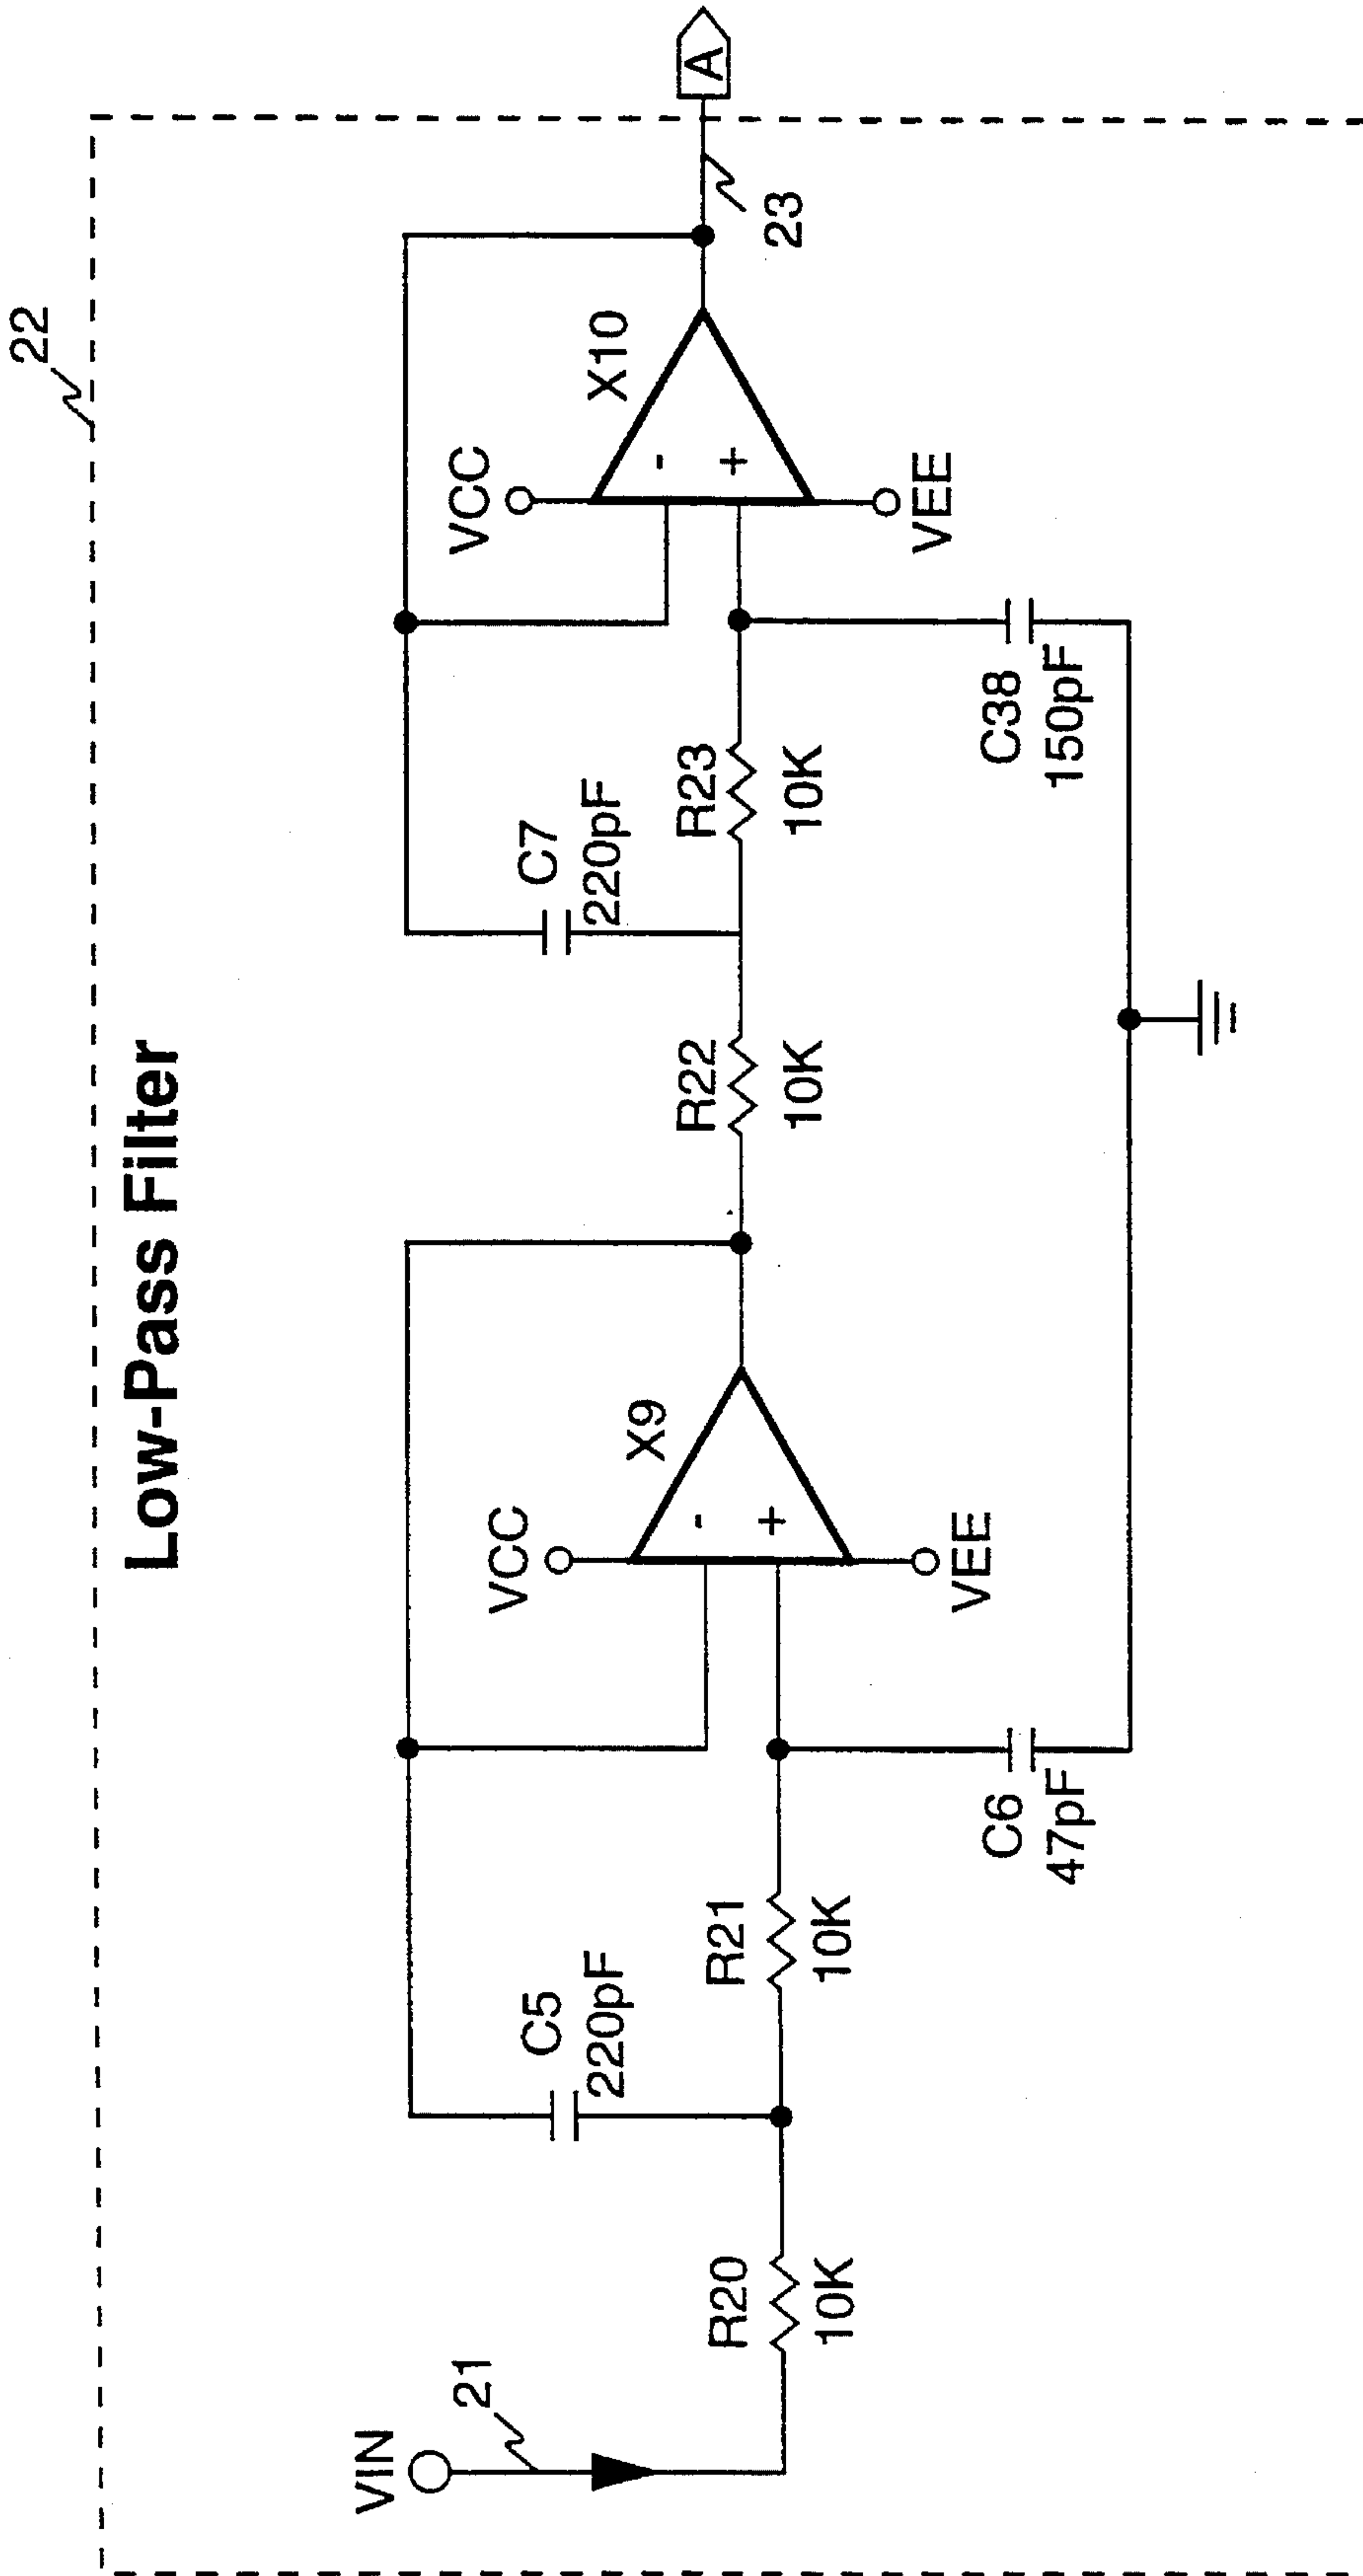 22
Low-Pass Filter
VIN
21
R20
10K
C5
220pF
R21
10K
C6
47pF
VCC
X9
-
+
VEE
R22
10K
C7
220pF
R23
10K
C38
150pF
VCC
X10
-
+
VEE
23
A